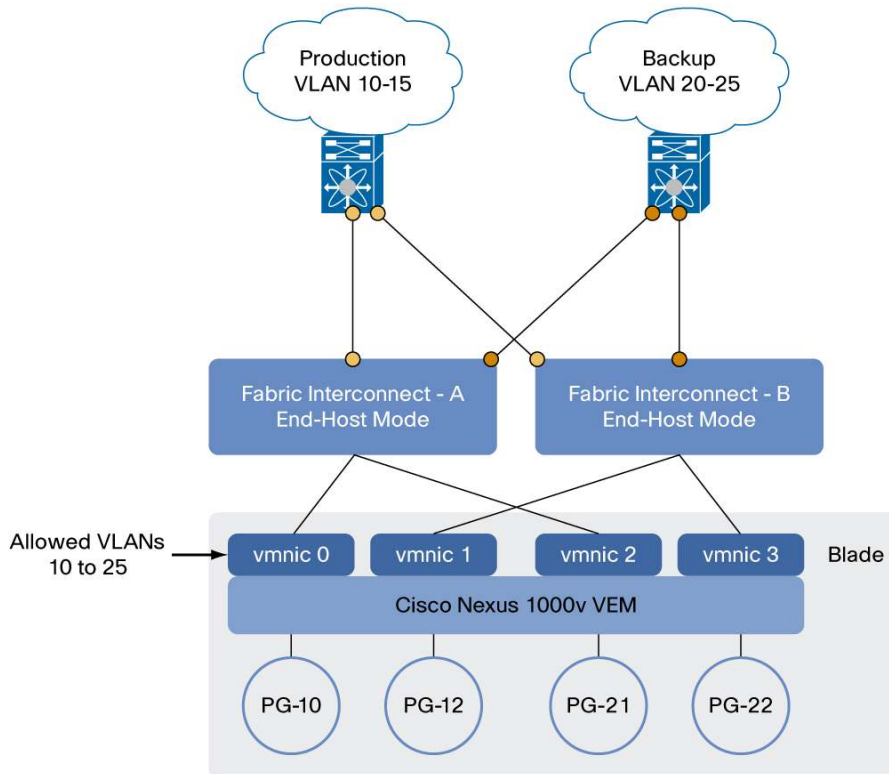 Production
VLAN 10-15
Backup
VLAN 20-25
Fabric Interconnect - A
End-Host Mode
Fabric Interconnect - B
End-Host Mode
Allowed VLANs
10 to 25
vmnic 0
vmnic 1
vmnic 2
vmnic 3
Blade
Cisco Nexus 1000v VEM
PG-10
PG-12
PG-21
PG-22